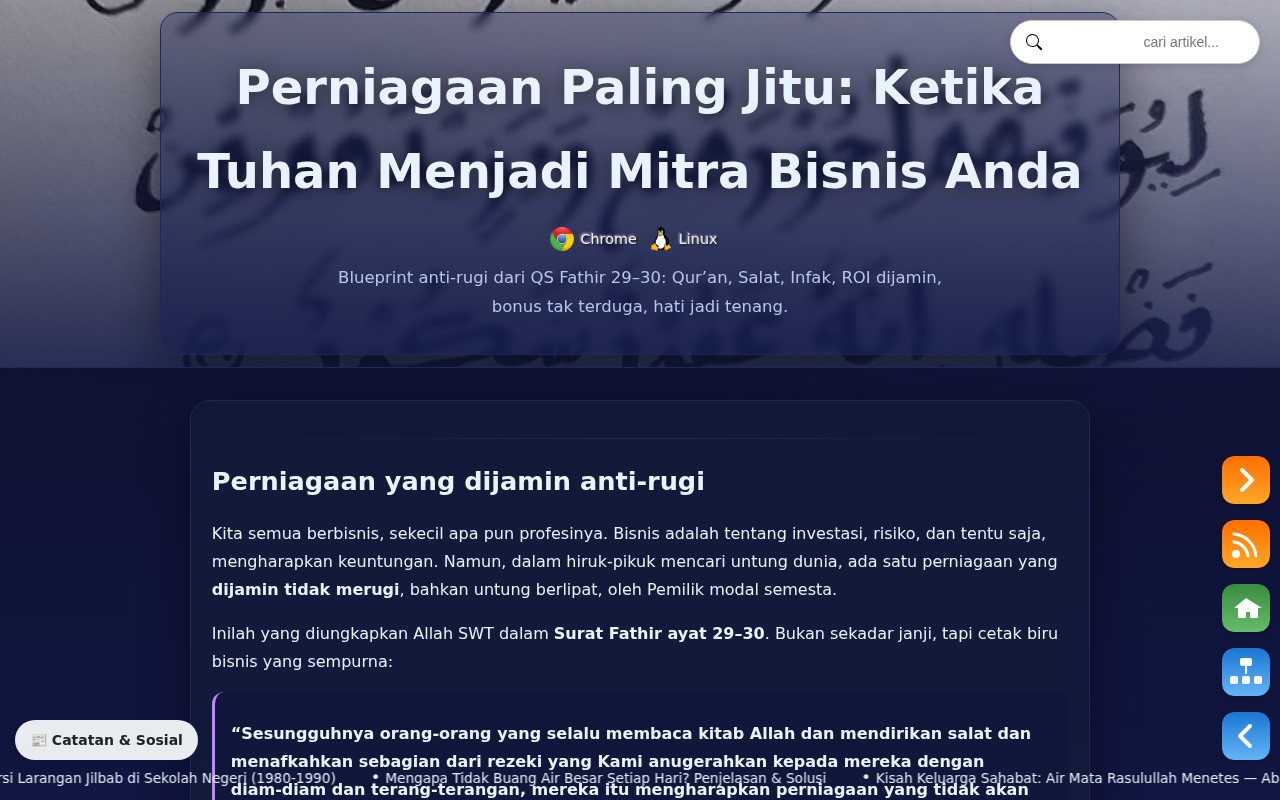 cari artikel...
Perniagaan Paling Jitu: Ketika
Tuhan Menjadi Mitra Bisnis Anda
Chrome Linux
Blueprint anti-rugi dari QS Fathir 29–30: Qur’an, Salat, Infak, ROI dijamin,
bonus tak terduga, hati jadi tenang.
Perniagaan yang dijamin anti-rugi
Kita semua berbisnis, sekecil apa pun profesinya. Bisnis adalah tentang investasi, risiko, dan tentu saja,
mengharapkan keuntungan. Namun, dalam hiruk-pikuk mencari untung dunia, ada satu perniagaan yang
dijamin tidak merugi, bahkan untung berlipat, oleh Pemilik modal semesta.
Inilah yang diungkapkan Allah SWT dalam Surat Fathir ayat 29–30. Bukan sekadar janji, tapi cetak biru
bisnis yang sempurna:
“Sesungguhnya orang-orang yang selalu membaca kitab Allah dan mendirikan salat dan
menafkahkan sebagian dari rezeki yang Kami anugerahkan kepada mereka dengan
diam-diam dan terang-terangan, mereka itu mengharapkan perniagaan yang tidak akan
📰 Catatan & Sosial
rsi Larangan Jilbab di Sekolah Negeri (1980-1990) • Mengapa Tidak Buang Air Besar Setiap Hari? Penjelasan & Solusi • Kisah Keluarga Sahabat: Air Mata Rasulullah Menetes — Ab